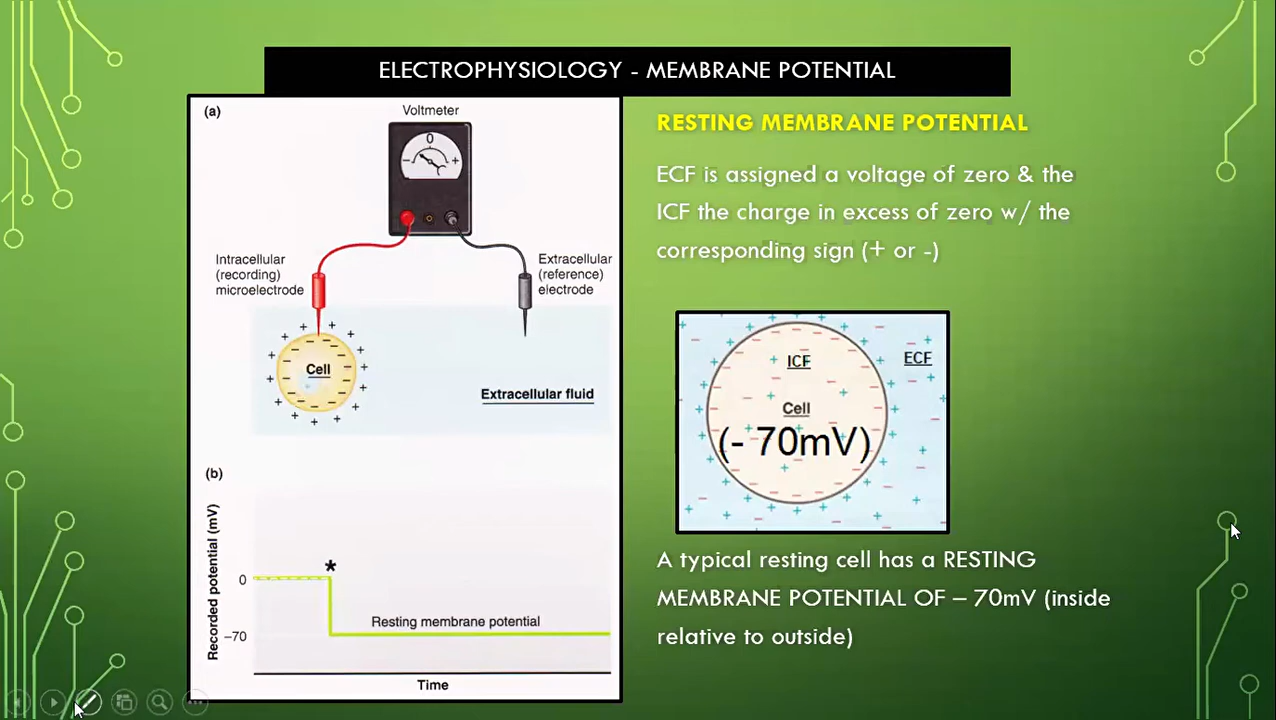 ELECTROPHYSIOLOGY - MEMBRANE POTENTIAL
(a)
Voltmeter
0
- +
Intracellular
(recording)
microelectrode
Extracellular
(reference)
electrode
Cell
Extracellular fluid
(b)
Recorded potential (mV)
*
0
Resting membrane potential
–70
Time
RESTING MEMBRANE POTENTIAL
ECF is assigned a voltage of zero & the
ICF the charge in excess of zero w/ the
corresponding sign (+ or -)
ICF
ECF
Cell
(- 70mV)
A typical resting cell has a RESTING
MEMBRANE POTENTIAL OF – 70mV (inside
relative to outside)